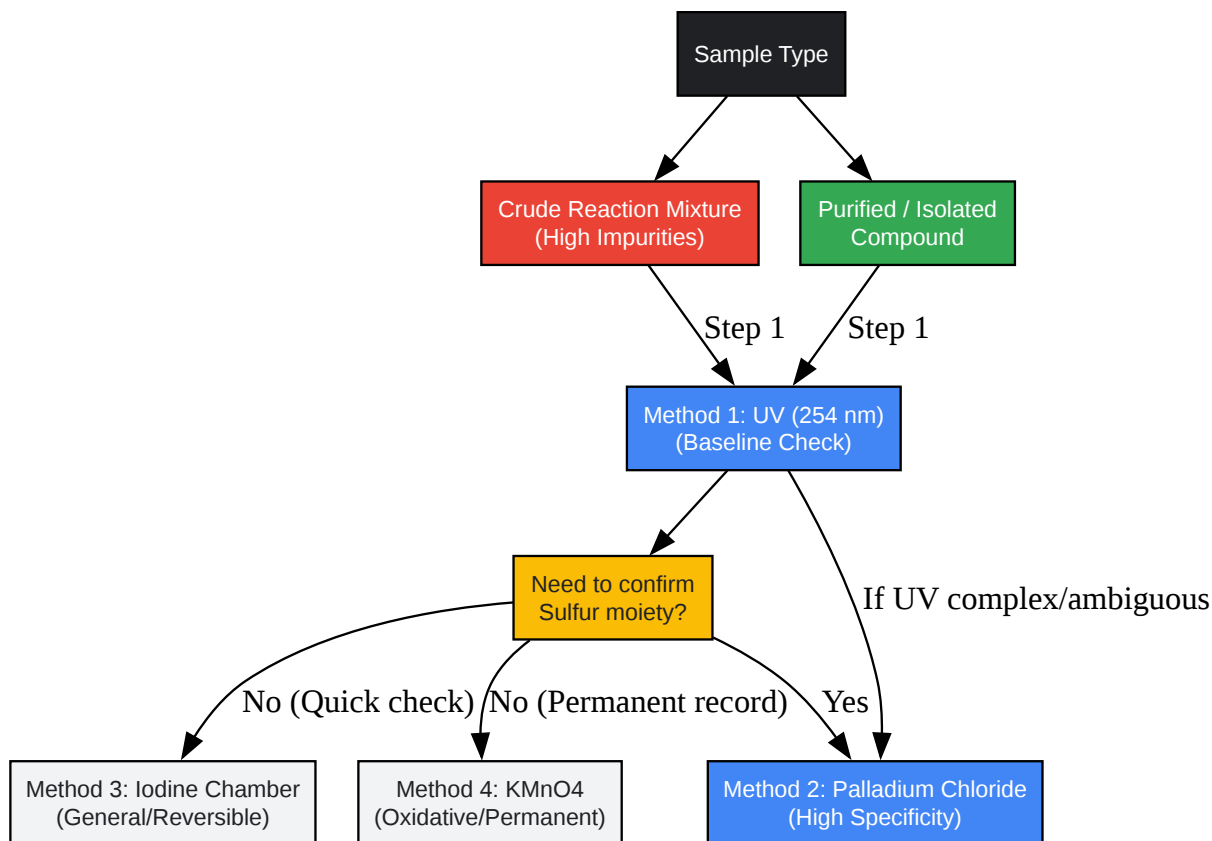 Sample Type
Crude Reaction Mixture
(High Impurities)
Purified / Isolated
Compound
Step 1
Step 1
Method 1: UV (254 nm)
(Baseline Check)
Need to confirm
Sulfur moiety?
If UV complex/ambiguous
No (Quick check)
No (Permanent record)
Yes
Method 3: Iodine Chamber
(General/Reversible)
Method 4: KMnO4
(Oxidative/Permanent)
Method 2: Palladium Chloride
(High Specificity)